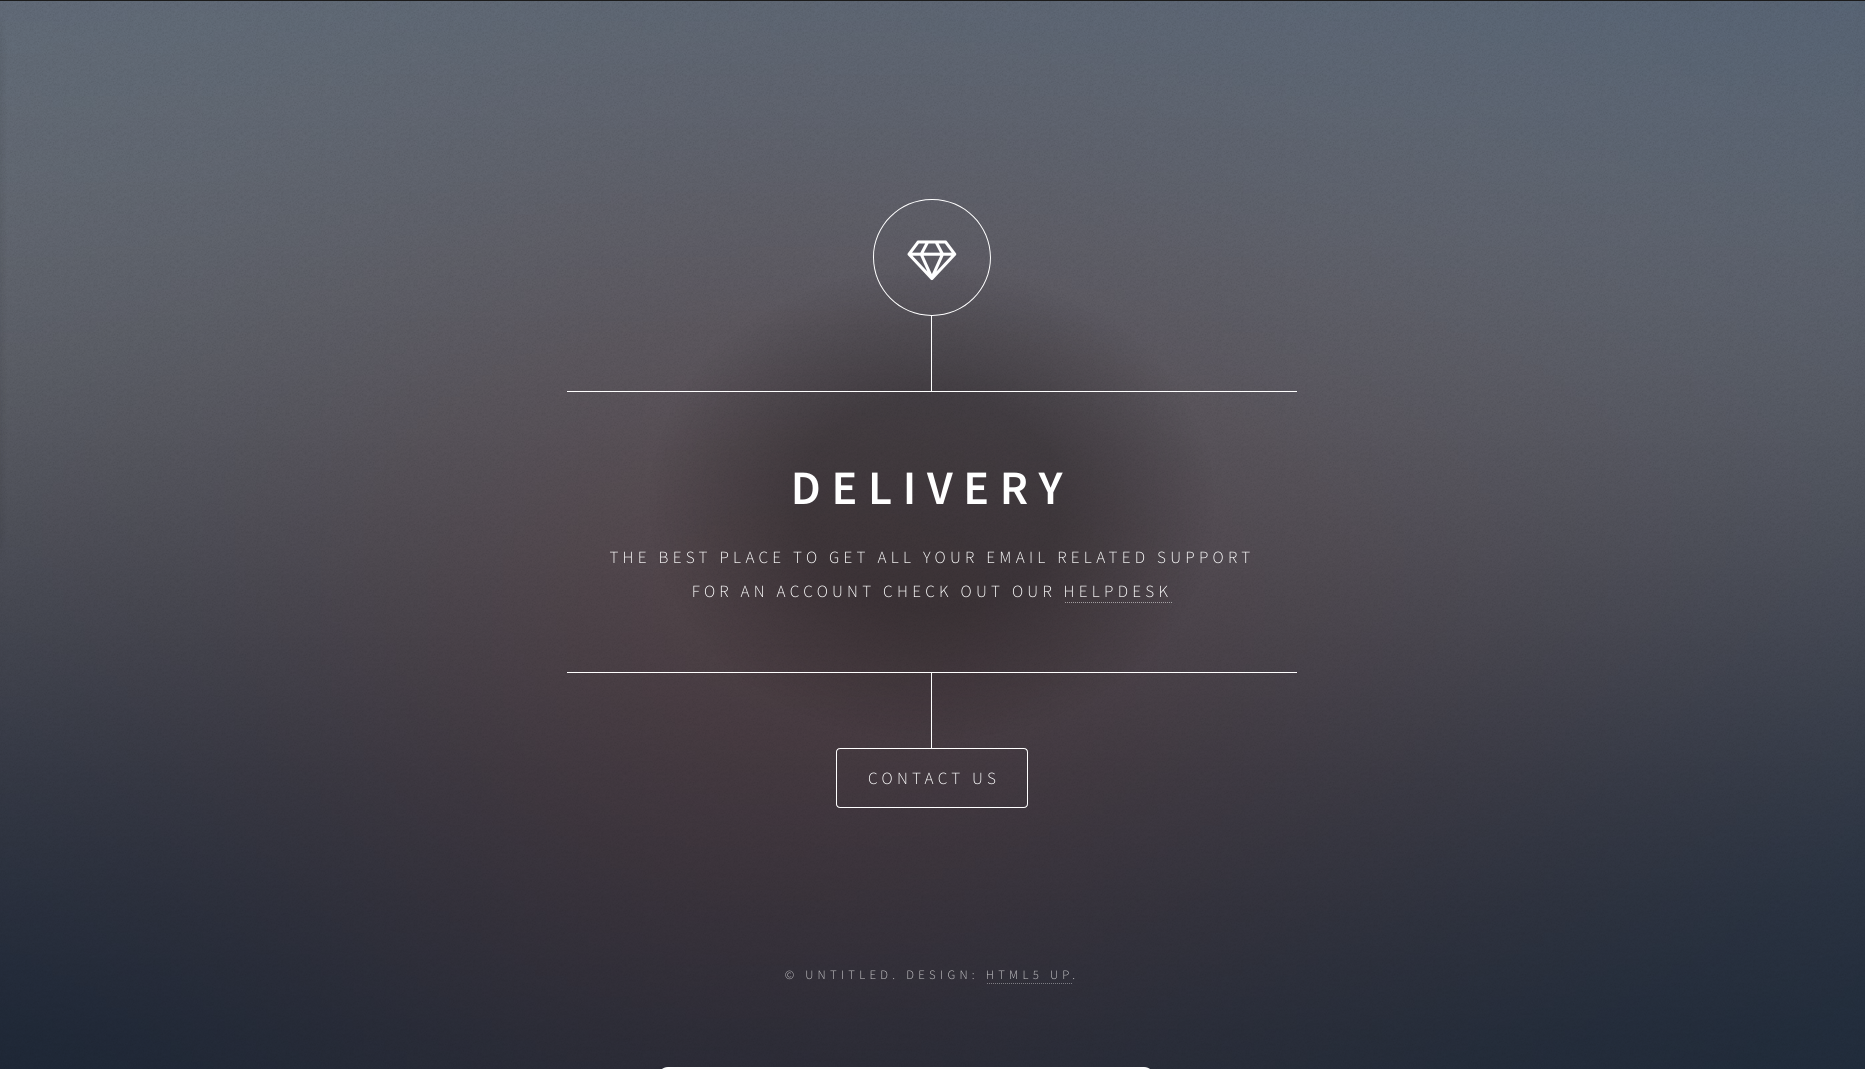 DELIVERY
THE BEST PLACE TO GET ALL YOUR EMAIL RELATED SUPPORT
FOR AN ACCOUNT CHECK OUT OUR HELPDESK
CONTACT US
© UNTITLED. DESIGN: HTML5 UP.